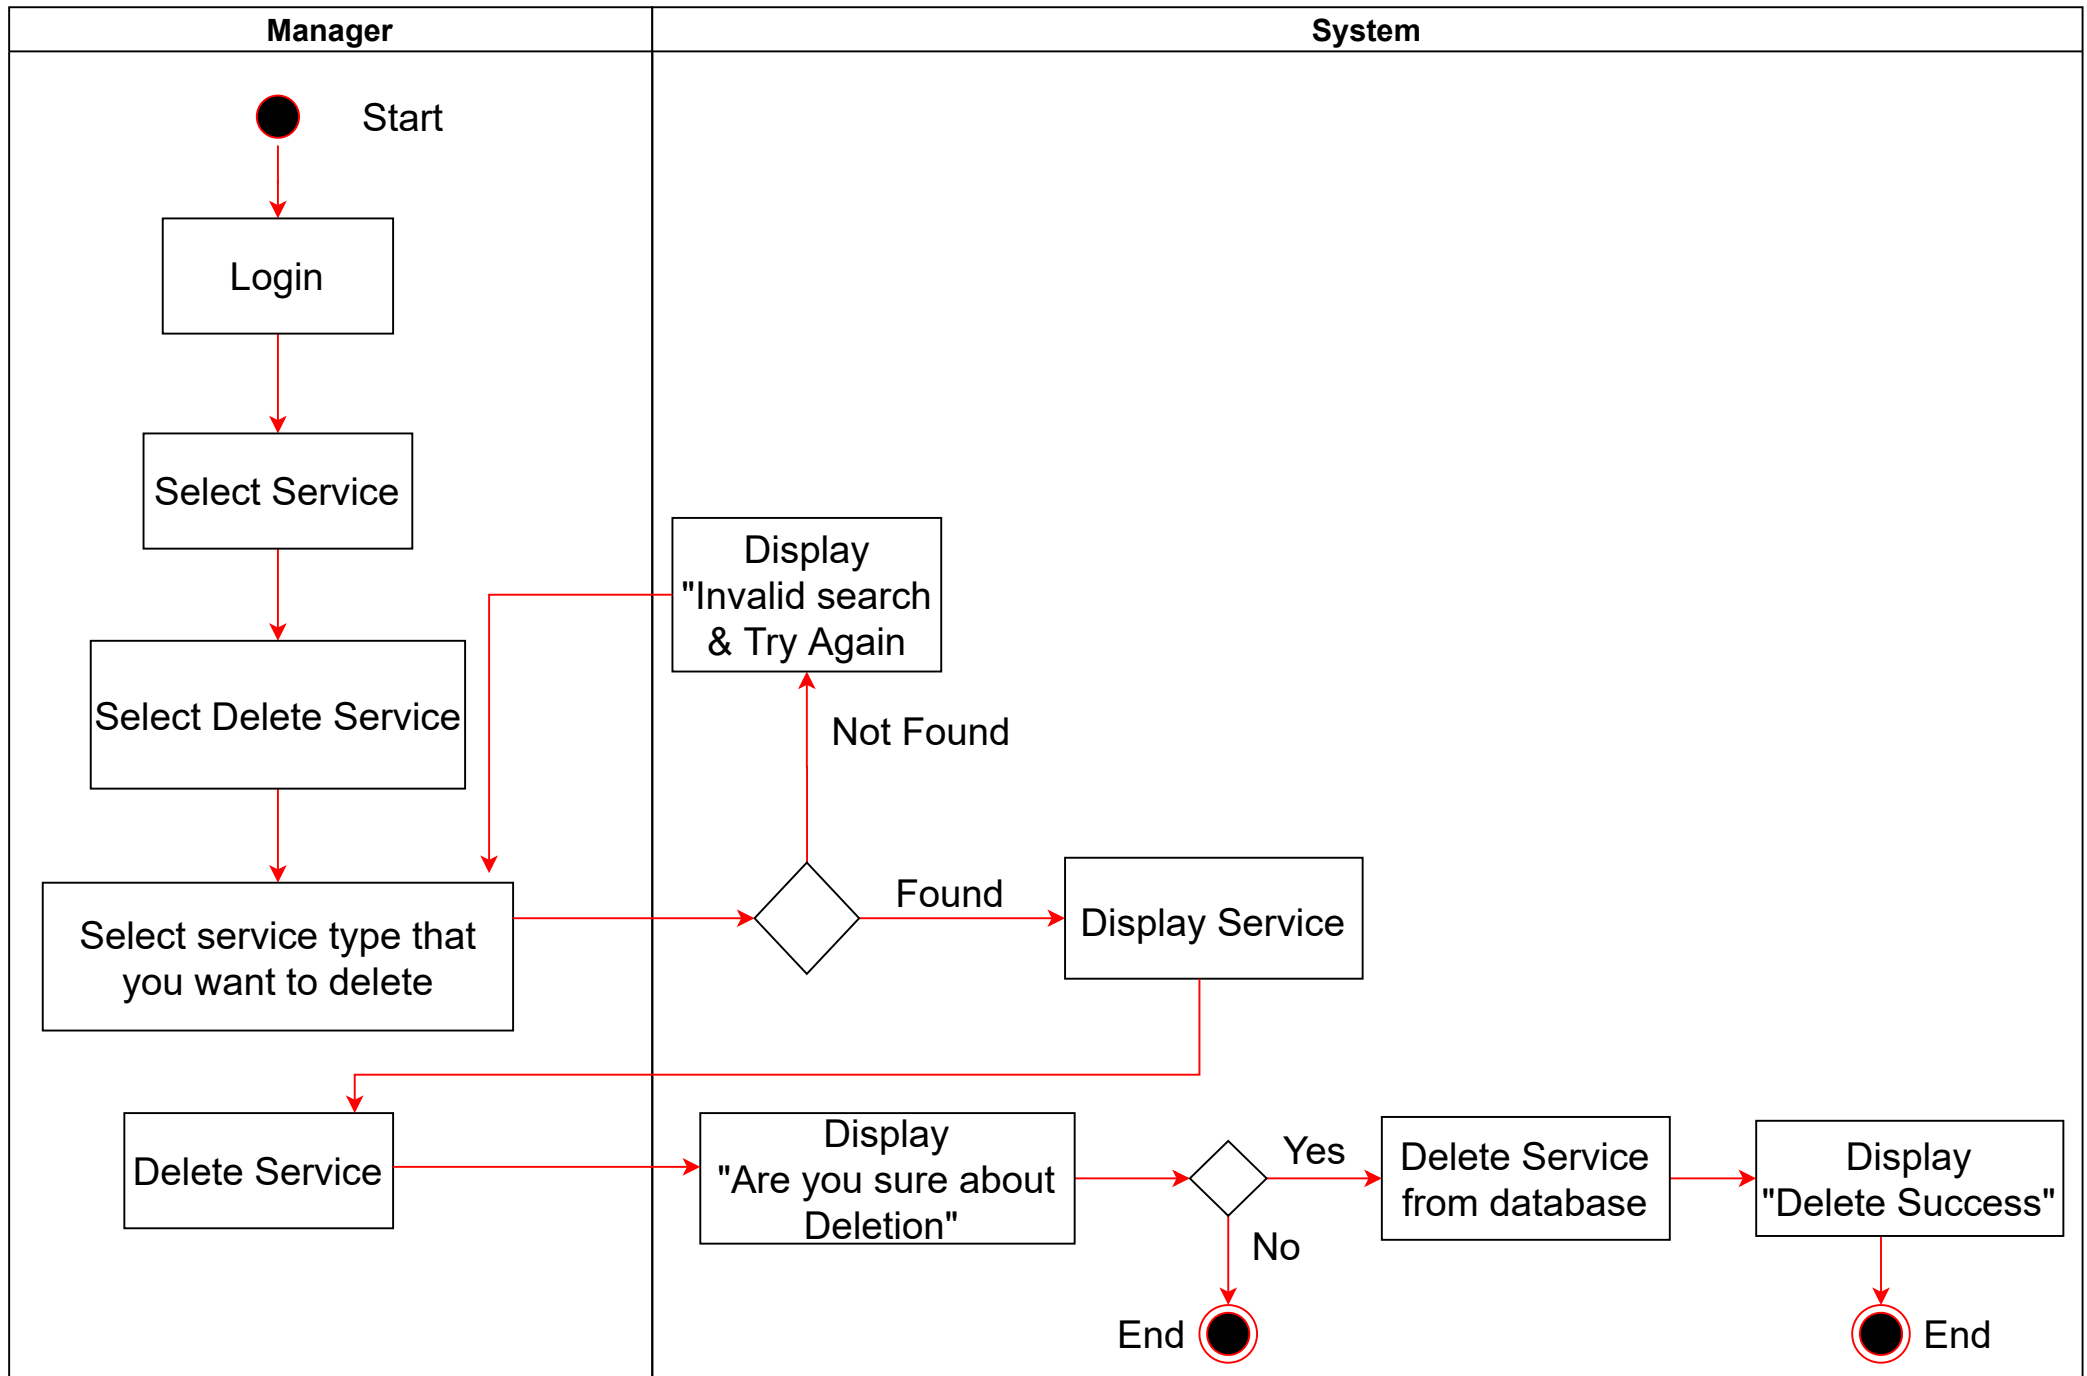 Manager
System
Start
Login
Select Service
Display
"Invalid search
& Try Again
Select Delete Service
Not Found
Select service type that
you want to delete
Found
Display Service
Delete Service
Display
"Are you sure about
Deletion"
Yes
No
Delete Service
from database
Display
"Delete Success"
End
End